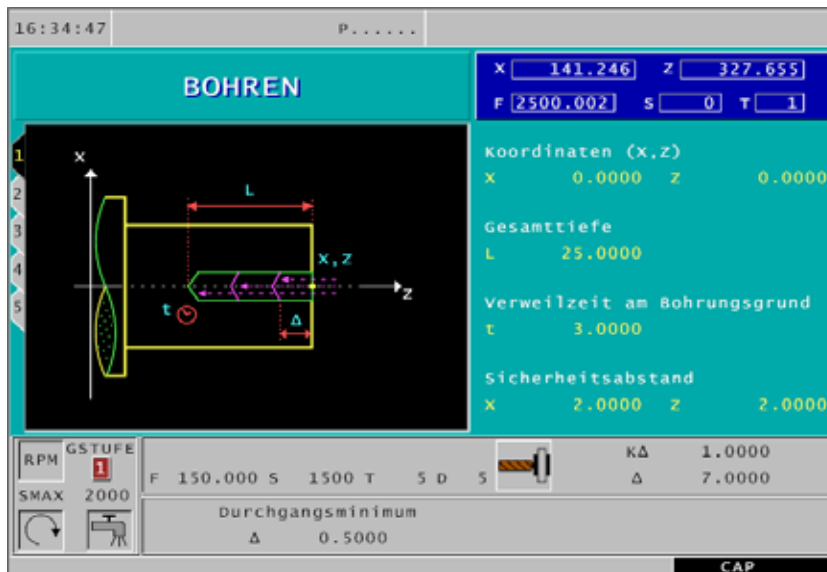 16:34:47 P......
BOHREN
X 141.246 Z 327.655
F 2500.002 S 0 T 1
1
2
3
4
5
X
L
X,Z
Z
t
Δ
Koordinaten (X,Z)
X 0.0000 Z 0.0000
Gesamttiefe
L 25.0000
Verweilzeit am Bohrungsgrund
t 3.0000
Sicherheitsabstand
X 2.0000 Z 2.0000
RPM GSTUFE
1
SMAX 2000
F 150.000 S 1500 T 5 D 5
KΔ 1.0000
Δ 7.0000
Durchgangsminimum
Δ 0.5000
CAP